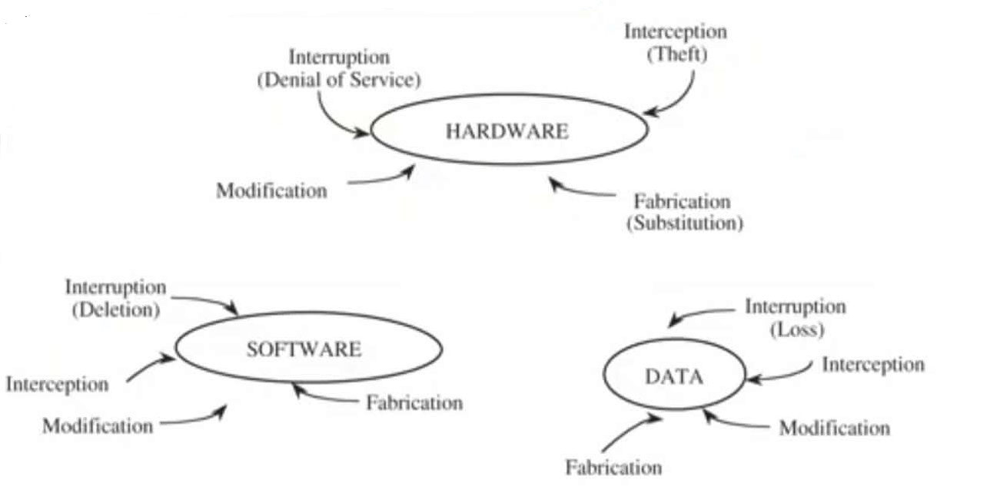 Interception
(Theft)
Interruption
(Denial of Service)
HARDWARE
Modification
Fabrication
(Substitution)
Interruption
(Deletion)
SOFTWARE
Interception
Fabrication
Modification
Interruption
(Loss)
Interception
DATA
Modification
Fabrication